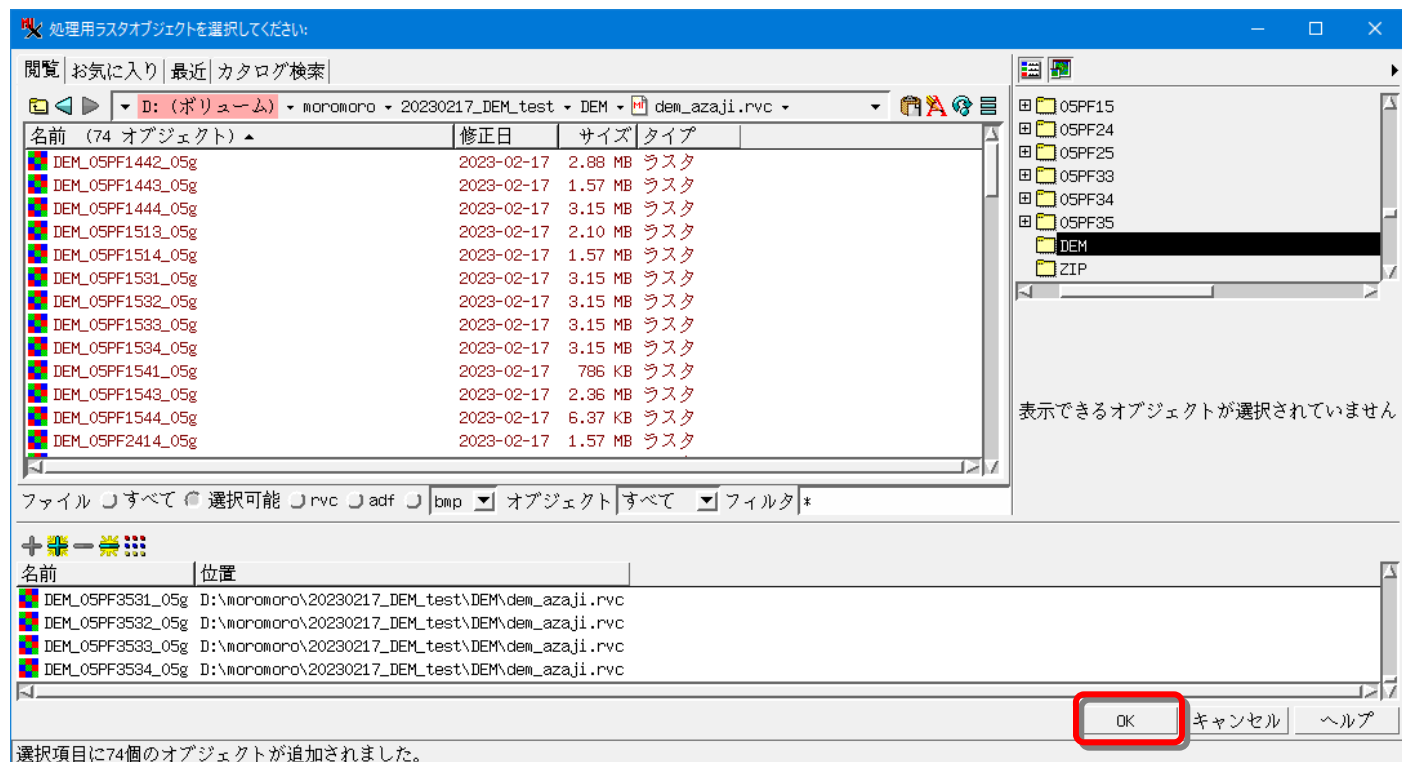 処理用ラスタオブジェクトを選択してください:
閲覧 お気に入り 最近 カタログ検索
D: (ボリューム) moromoro 20230217_DEM_test DEM dem_azaji.rvc
名前 (74 オブジェクト) 修正日 サイズ タイプ
DEM_05PF1442_05g 2023-02-17 2.88 MB ラスタ
DEM_05PF1443_05g 2023-02-17 1.57 MB ラスタ
DEM_05PF1444_05g 2023-02-17 3.15 MB ラスタ
DEM_05PF1513_05g 2023-02-17 2.10 MB ラスタ
DEM_05PF1514_05g 2023-02-17 1.57 MB ラスタ
DEM_05PF1531_05g 2023-02-17 3.15 MB ラスタ
DEM_05PF1532_05g 2023-02-17 3.15 MB ラスタ
DEM_05PF1533_05g 2023-02-17 3.15 MB ラスタ
DEM_05PF1534_05g 2023-02-17 3.15 MB ラスタ
DEM_05PF1541_05g 2023-02-17 786 KB ラスタ
DEM_05PF1543_05g 2023-02-17 2.36 MB ラスタ
DEM_05PF1544_05g 2023-02-17 6.37 KB ラスタ
DEM_05PF2414_05g 2023-02-17 1.57 MB ラスタ
ファイル すべて 選択可能 rvc adf bmp オブジェクト すべて フィルタ *
05PF15
05PF24
05PF25
05PF33
05PF34
05PF35
DEM
ZIP
表示できるオブジェクトが選択されていません
名前 位置
DEM_05PF3531_05g D:\moromoro\20230217_DEM_test\DEM\dem_azaji.rvc
DEM_05PF3532_05g D:\moromoro\20230217_DEM_test\DEM\dem_azaji.rvc
DEM_05PF3533_05g D:\moromoro\20230217_DEM_test\DEM\dem_azaji.rvc
DEM_05PF3534_05g D:\moromoro\20230217_DEM_test\DEM\dem_azaji.rvc
OK キャンセル ヘルプ
選択項目に74個のオブジェクトが追加されました。